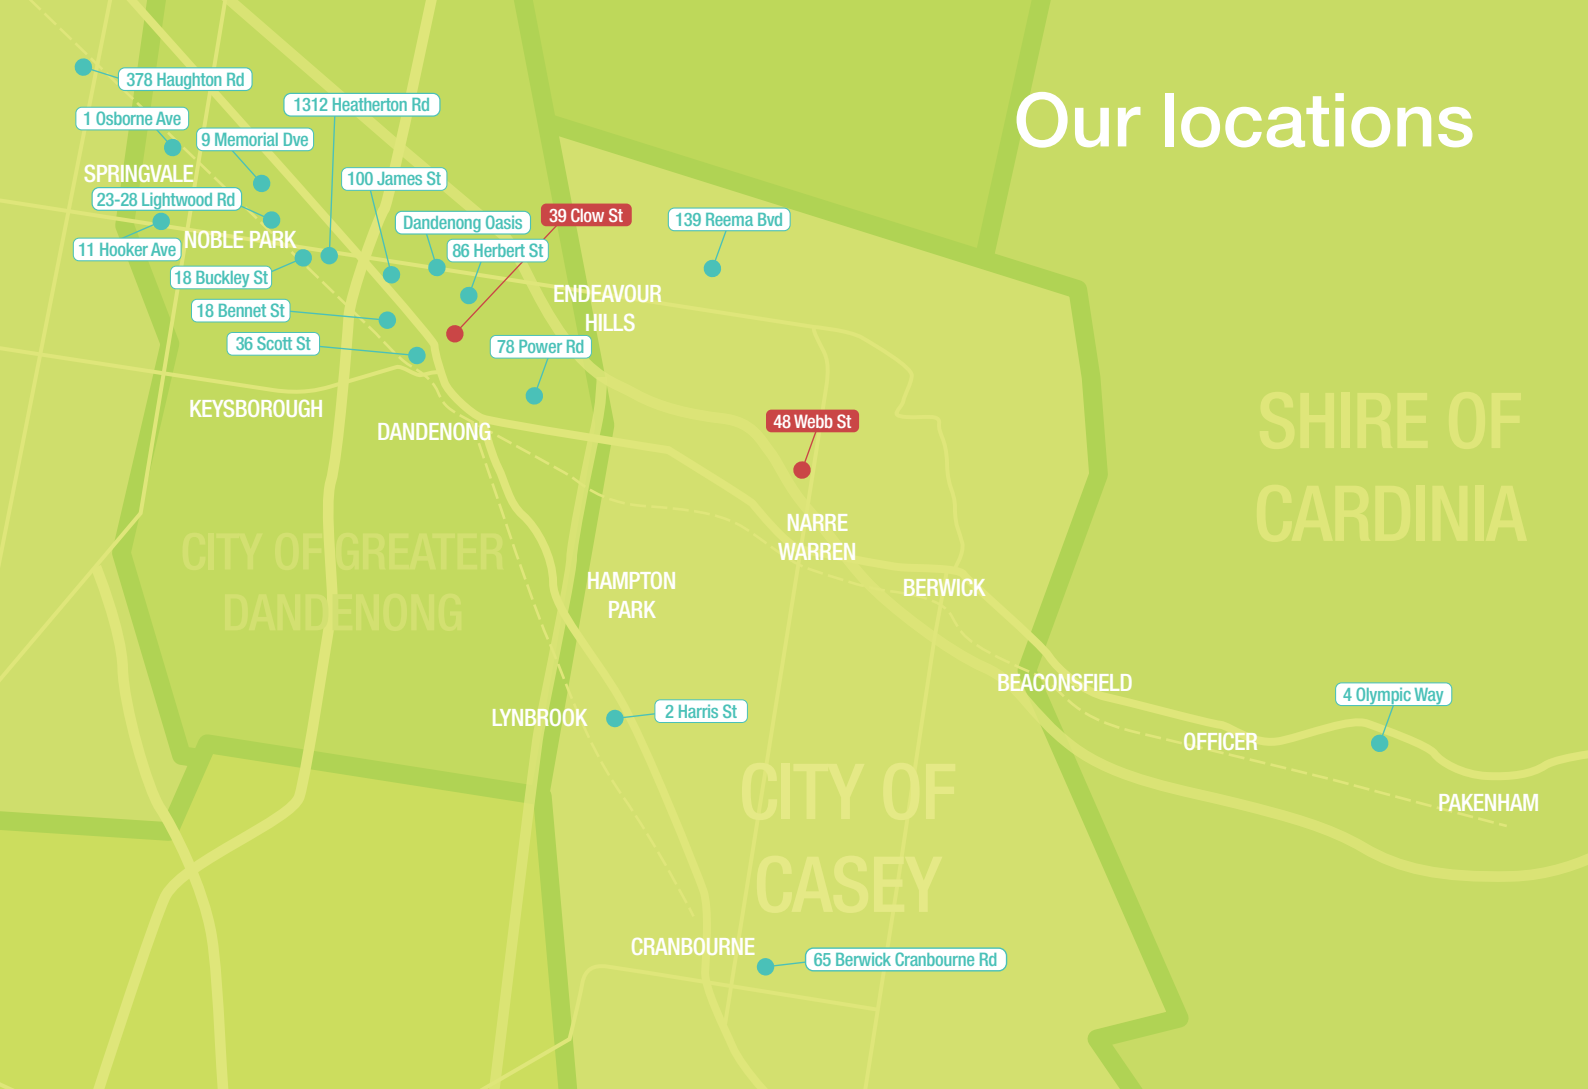 Our locations
378 Haughton Rd
1312 Heatherton Rd
1 Osborne Ave
9 Memorial Dve
SPRINGVALE
100 James St
23-28 Lightwood Rd
39 Clow St
139 Reema Bvd
Dandenong Oasis
NOBLE PARK
11 Hooker Ave
86 Herbert St
18 Buckley St
ENDEAVOUR
HILLS
18 Bennet St
36 Scott St
78 Power Rd
KEYSBOROUGH
DANDENONG
48 Webb St
SHIRE OF
CARDINIA
NARRE
WARREN
CITY OF GREATER
DANDENONG
HAMPTON
PARK
BERWICK
BEACONSFIELD
4 Olympic Way
LYNBROOK
2 Harris St
OFFICER
CITY OF
CASEY
PAKENHAM
CRANBOURNE
65 Berwick Cranbourne Rd